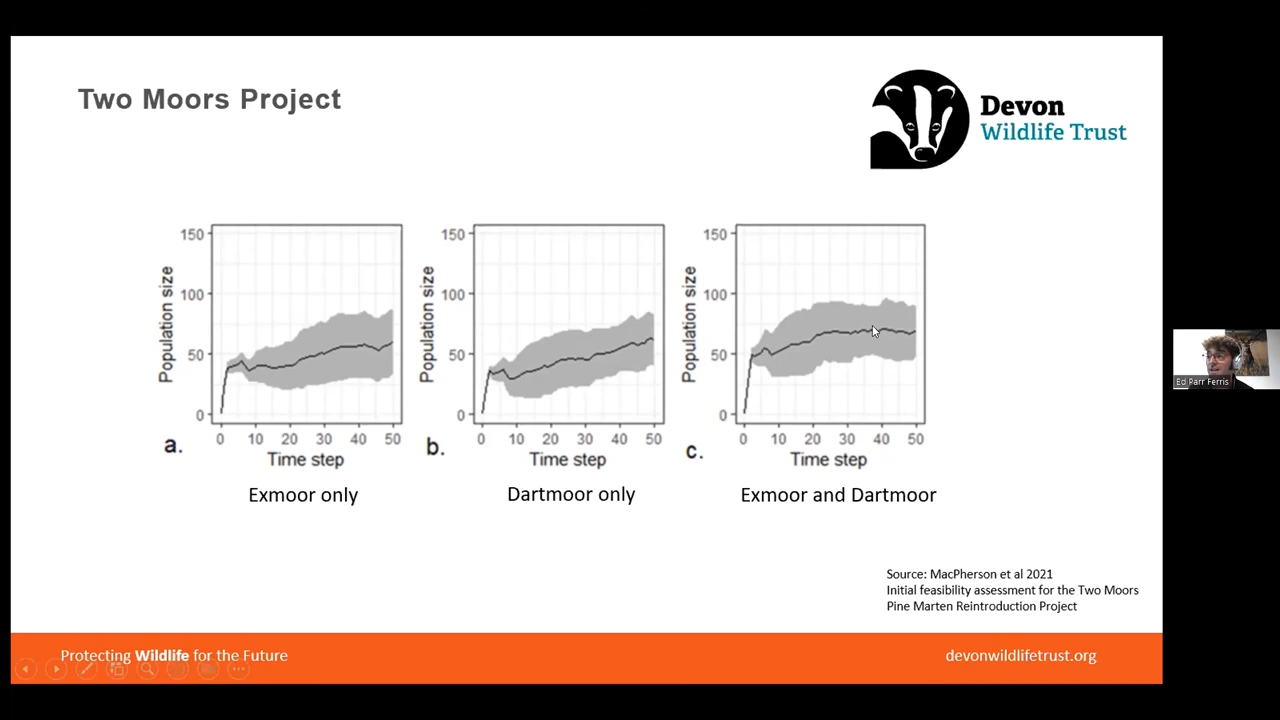 Two Moors Project
Devon
Wildlife Trust
150
100
50
0
Population size
0 10 20 30 40 50
Time step
a.
Exmoor only
150
100
50
0
Population size
0 10 20 30 40 50
Time step
b.
Dartmoor only
150
100
50
0
Population size
0 10 20 30 40 50
Time step
c.
Exmoor and Dartmoor
Ed Parr Ferris
Source: MacPherson et al 2021
Initial feasibility assessment for the Two Moors
Pine Marten Reintroduction Project
Protecting Wildlife for the Future
devonwildlifetrust.org